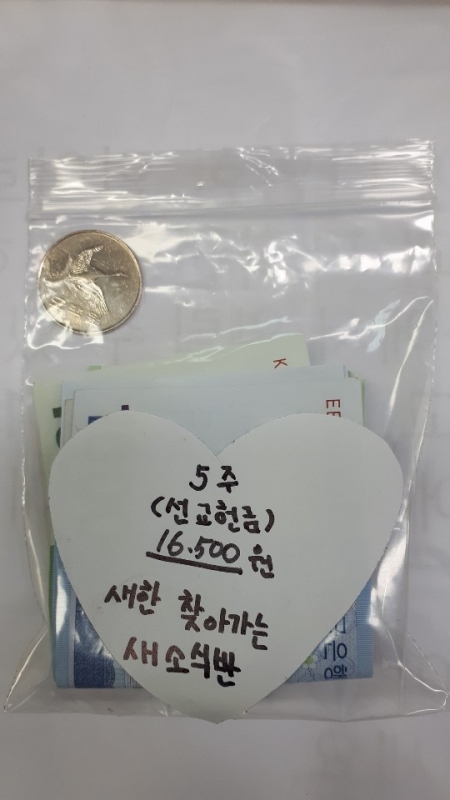 5주
(선교헌금)
16.500원
새한 찾아가는
새소식반